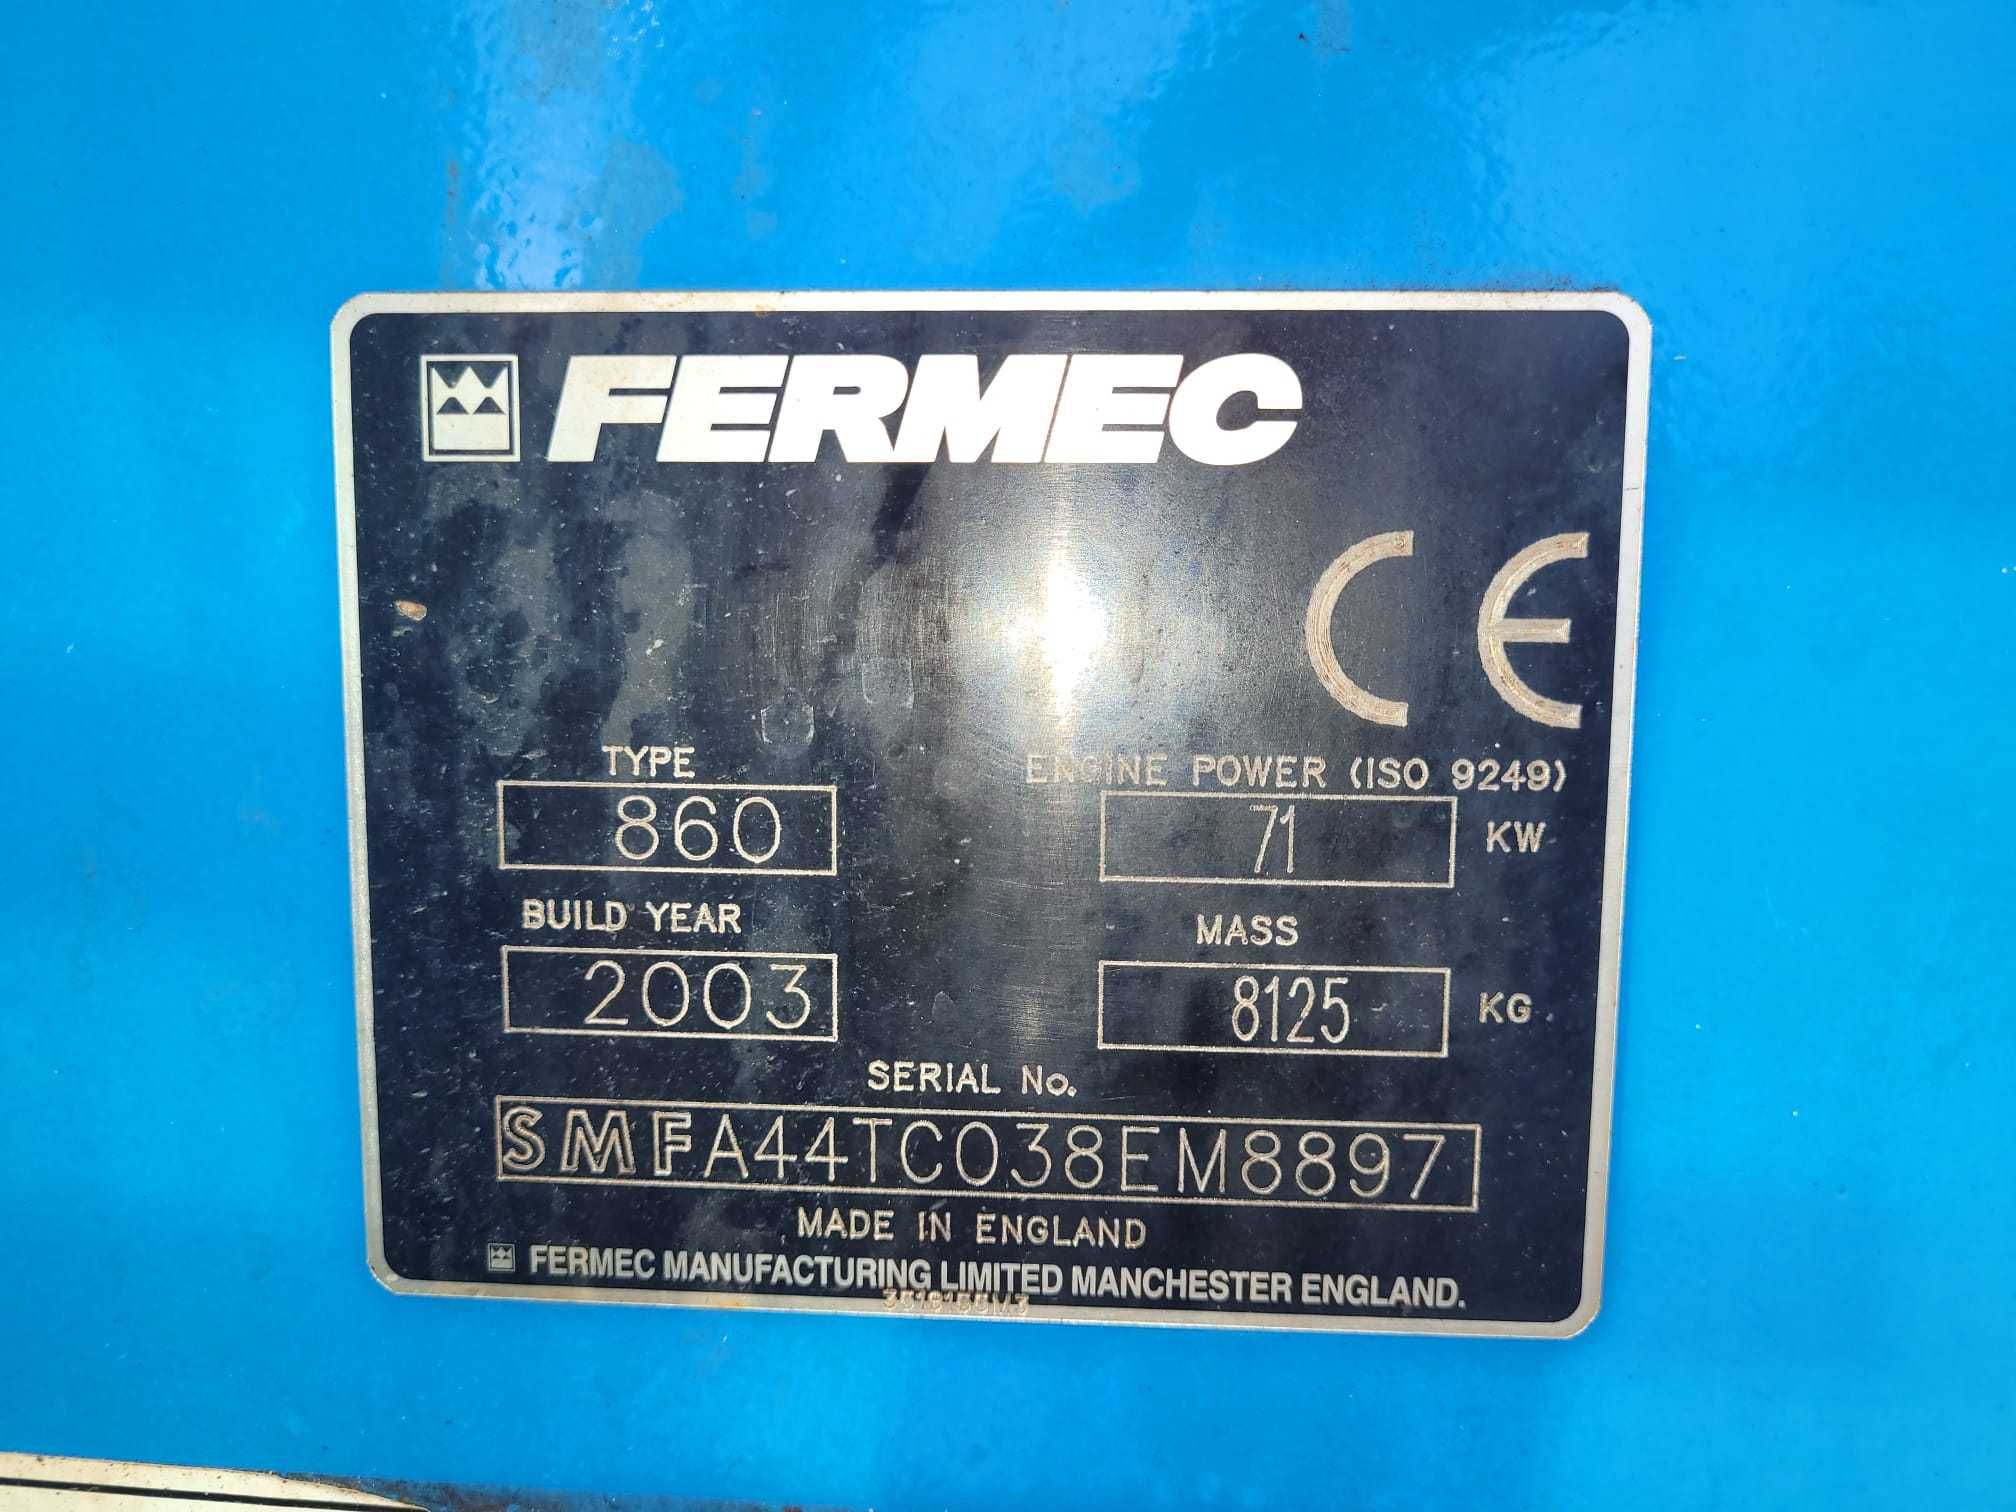 FERMEC
CE
TYPE
ENGINE POWER (ISO 9249)
860
71 KW
BUILD YEAR
MASS
2003
8125 KG
SERIAL No.
SMFA44TC038EM8897
MADE IN ENGLAND
FERMEC MANUFACTURING LIMITED MANCHESTER ENGLAND.